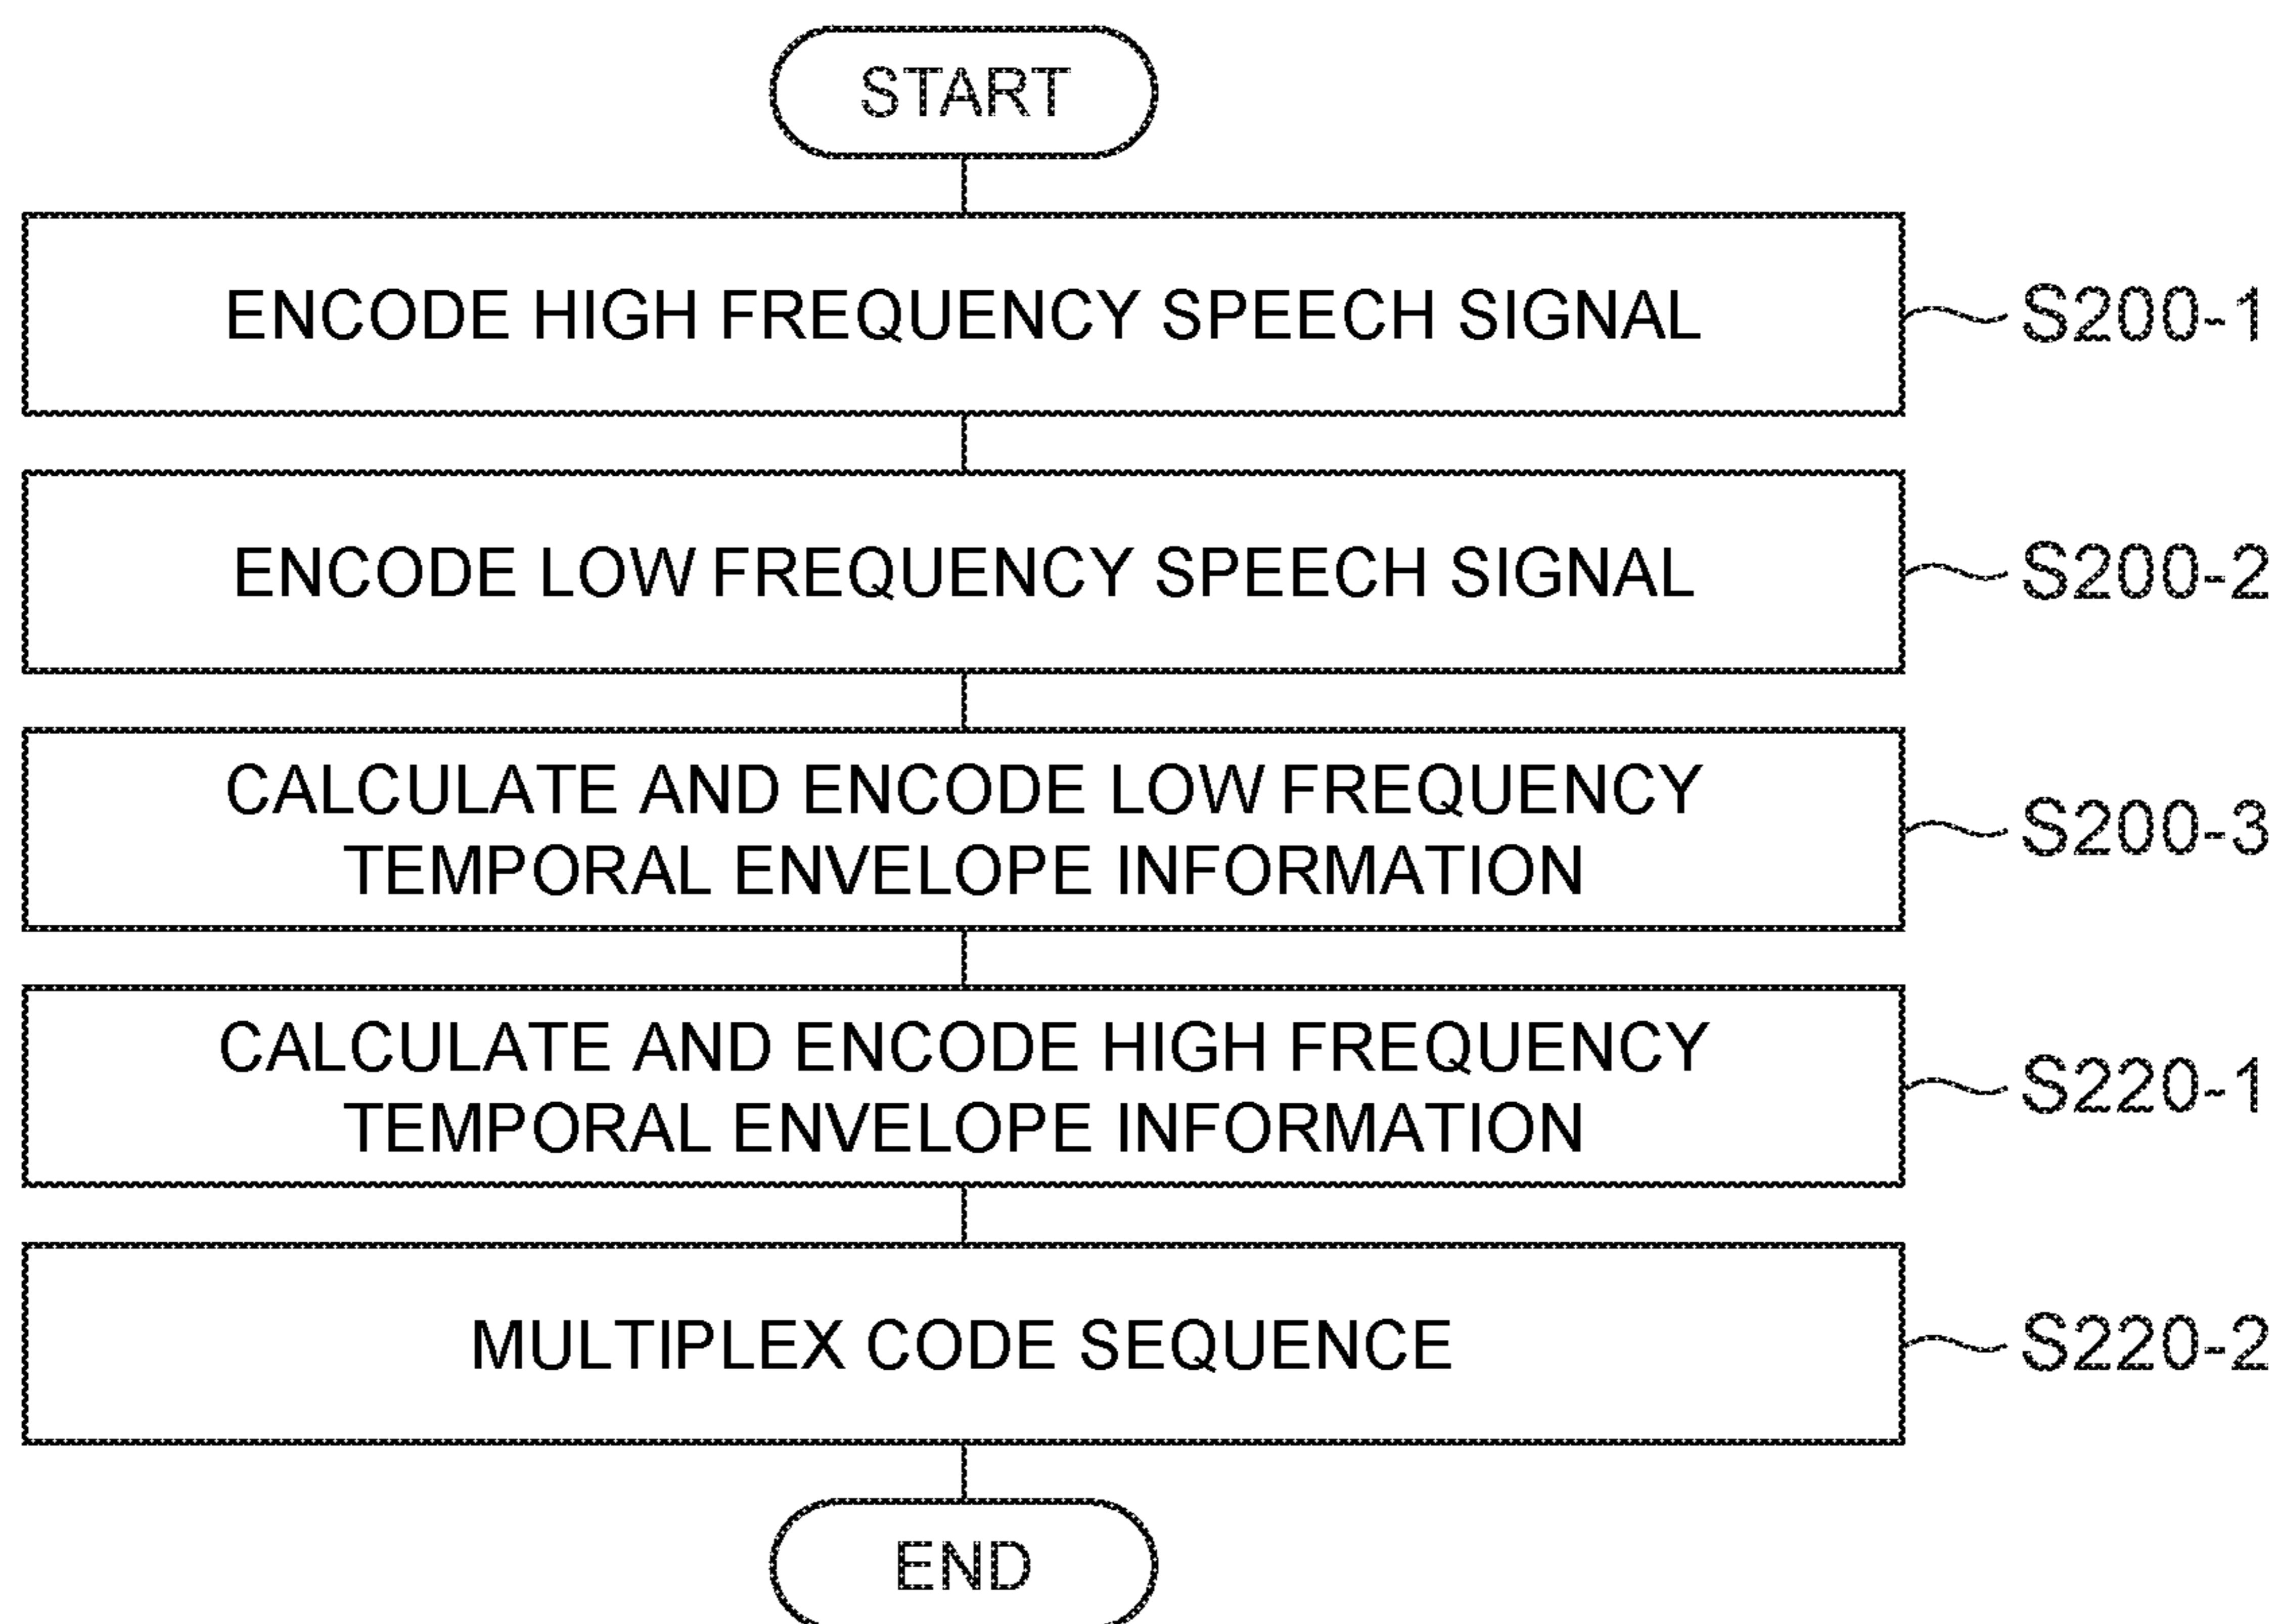 START
ENCODE HIGH FREQUENCY SPEECH SIGNAL
S200-1
ENCODE LOW FREQUENCY SPEECH SIGNAL
S200-2
CALCULATE AND ENCODE LOW FREQUENCY
TEMPORAL ENVELOPE INFORMATION
S200-3
CALCULATE AND ENCODE HIGH FREQUENCY
TEMPORAL ENVELOPE INFORMATION
S220-1
MULTIPLEX CODE SEQUENCE
S220-2
END